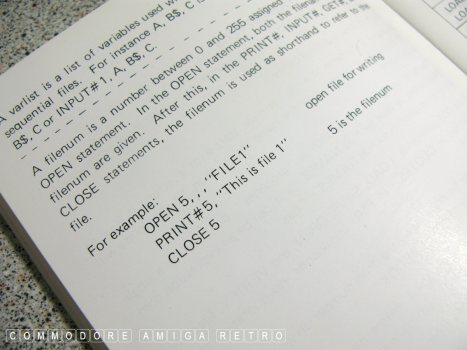 A varlist is a list of variables used w
sequential files. For instance A, B$, C is
B$, C or INPUT#1, A, B$, C.
A filenum is a number between 0 and 255 assigned
OPEN statement. In the OPEN statement, both the filena
filenum are given. After this, in the PRINT#, INPUT#, GET#,
CLOSE statements, the filenum is used as shorthand to refer to the
file.
For example:
OPEN 5, , , "FILE1" open file for writing
PRINT#5, "This is file 1" 5 is the filenum
CLOSE 5
LOA
LO
COMMODORE AMIGA RETRO